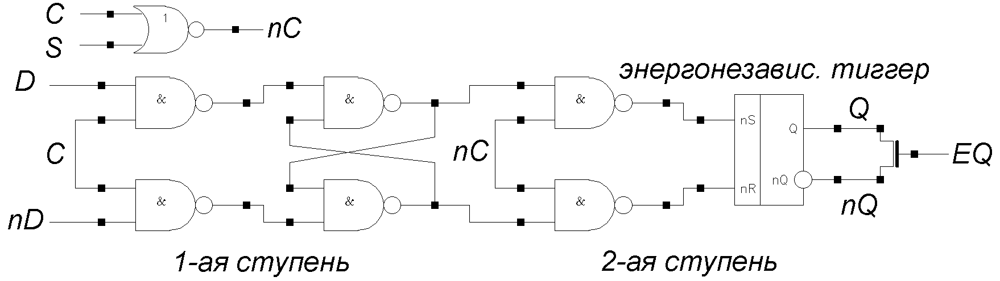 C
1
nC
S
D
&
&
&
энергонезавис. тиггер
nS
Q
Q
C
nC
EQ
&
&
&
nR
nQ
nD
nQ
1-ая ступень
2-ая ступень